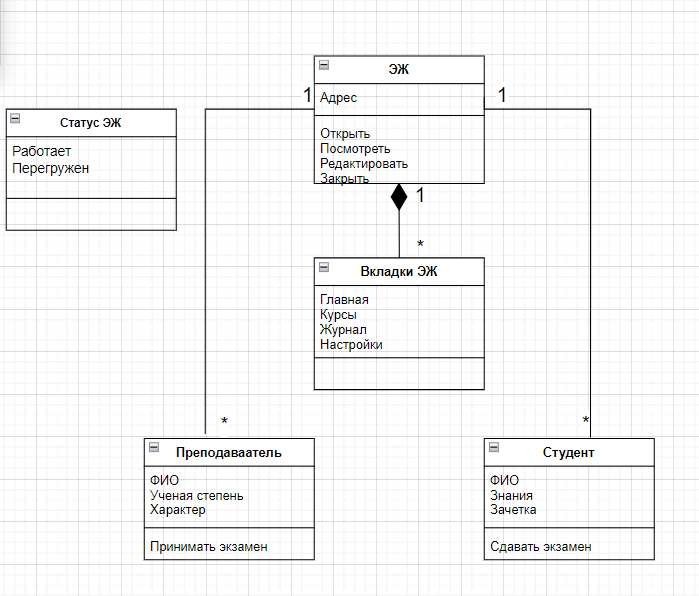 ЭЖ
Адрес
Открыть
Посмотреть
Редактировать
Закрыть
1
1
Статус ЭЖ
Работает
Перегружен
1
*
Вкладки ЭЖ
Главная
Курсы
Журнал
Настройки
*
*
Преподаваатель
ФИО
Ученая степень
Характер
Принимать экзамен
Студент
ФИО
Знания
Зачетка
Сдавать экзамен